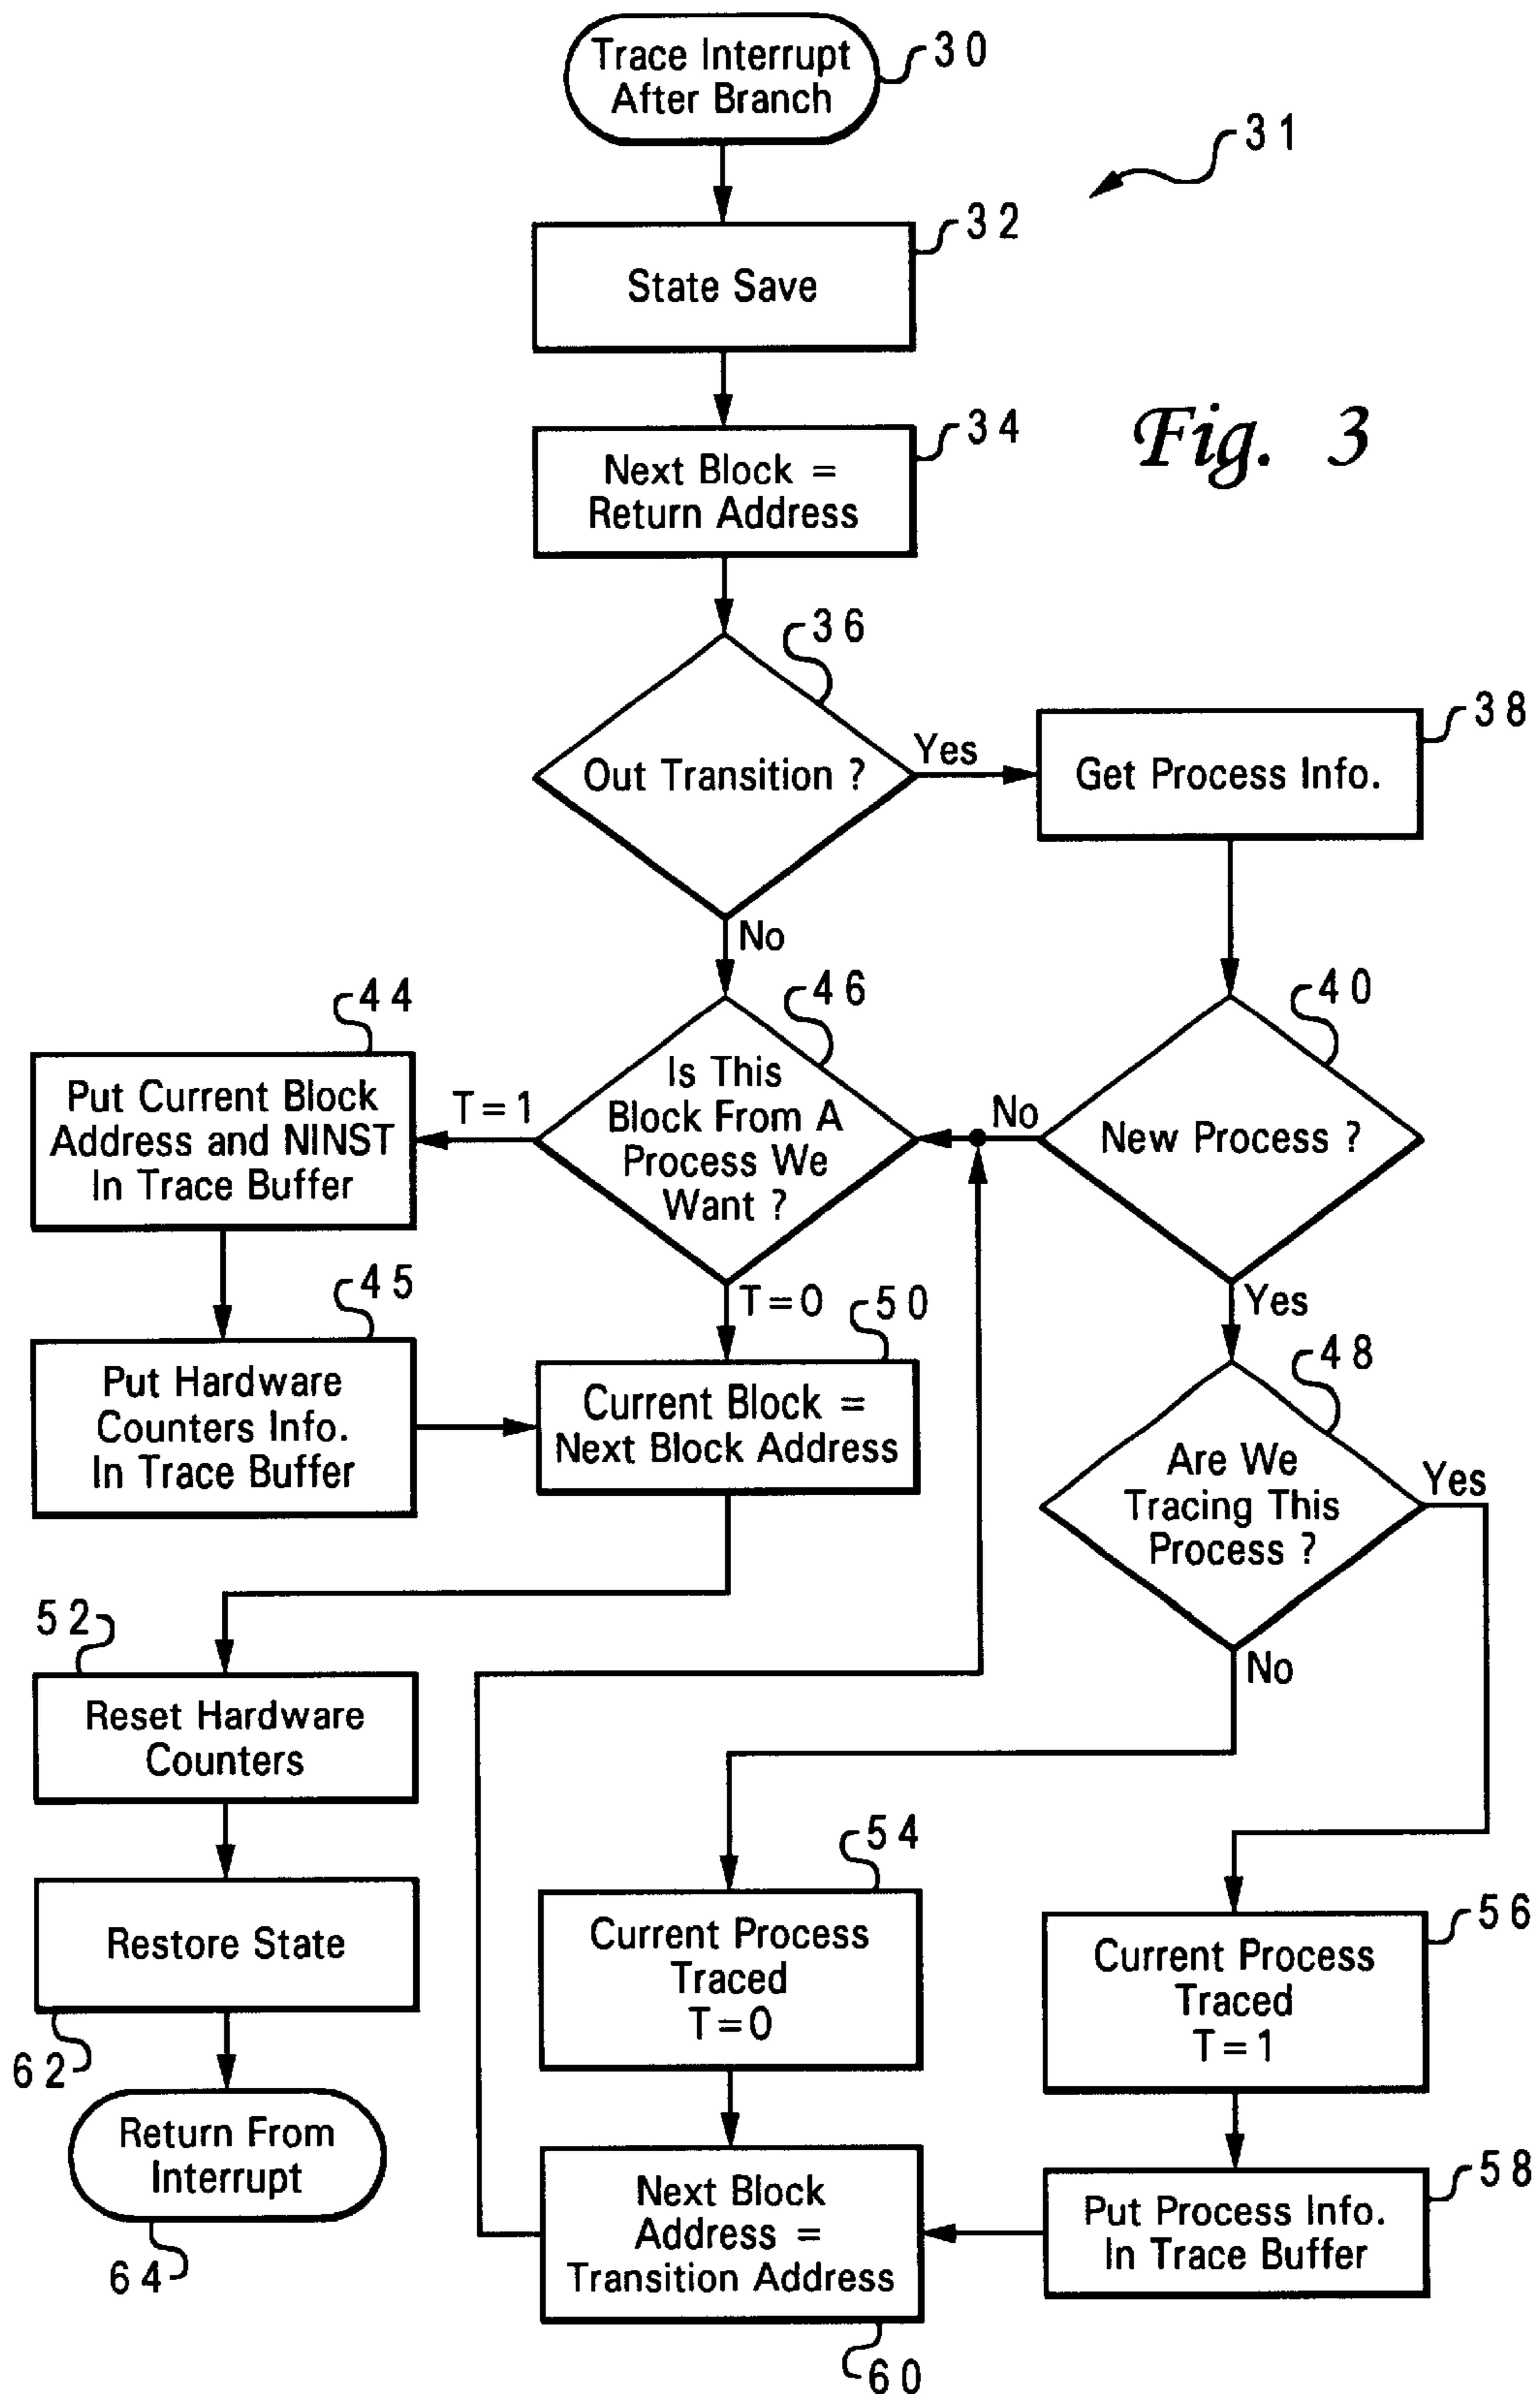 Trace Interrupt
After Branch
30
31
State Save
32
Next Block =
Return Address
34
Fig. 3
36
Out Transition ?
Yes
Get Process Info.
38
No
44
46
40
Put Current Block
Address and NINST
In Trace Buffer
T=1
Is This
Block From A
Process We
Want ?
No
New Process ?
45
T=0
50
Yes
Put Hardware
Counters Info.
In Trace Buffer
Current Block =
Next Block Address
48
Are We
Tracing This
Process ?
Yes
52
No
Reset Hardware
Counters
54
Restore State
Current Process
Traced
T=0
56
Current Process
Traced
T=1
62
Return From
Interrupt
64
Next Block
Address =
Transition Address
58
Put Process Info.
In Trace Buffer
60